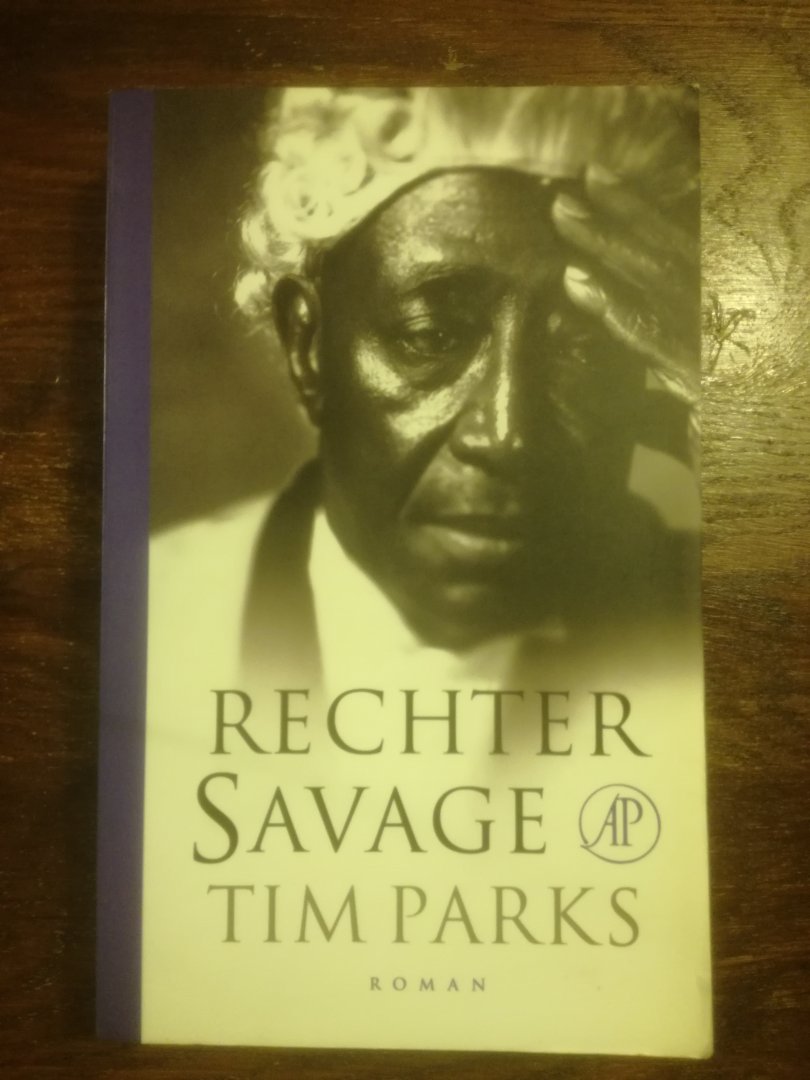 RECHTER
SAVAGE AP
TIM PARKS
ROMAN